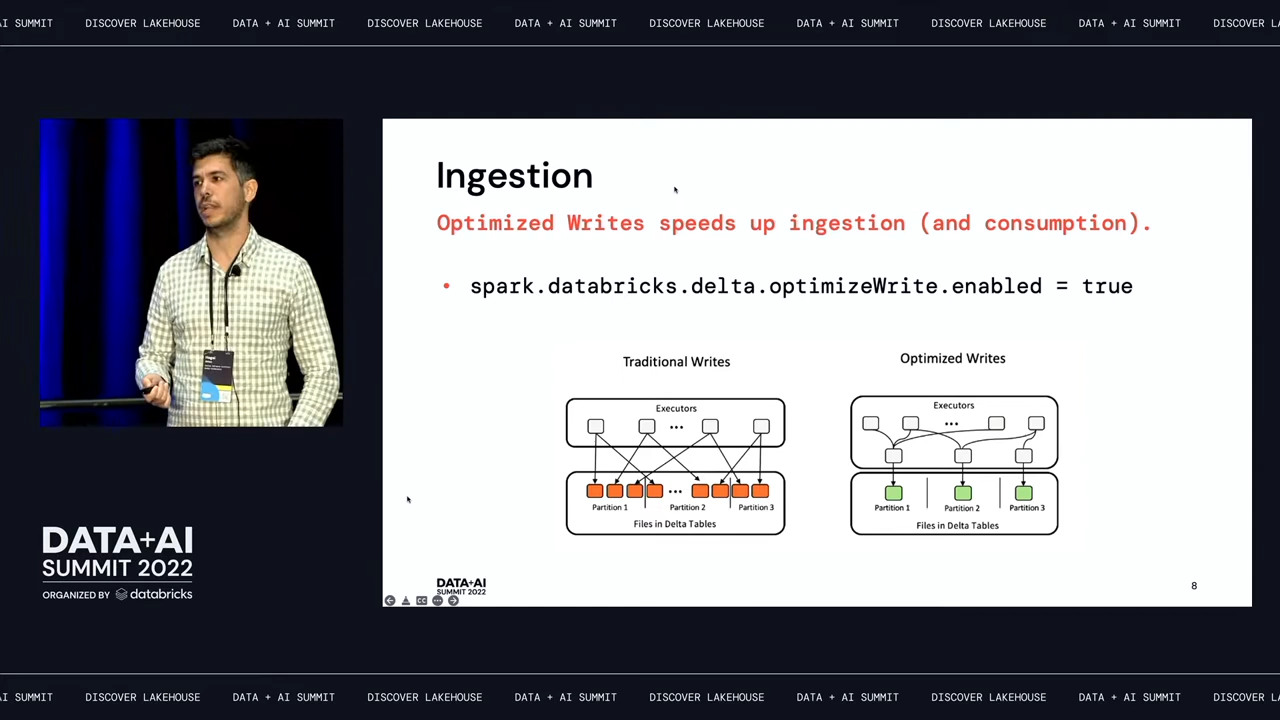 AI SUMMIT DISCOVER LAKEHOUSE DATA + AI SUMMIT DISCOVER LAKEHOUSE DATA + AI SUMMIT DISCOVER LAKEHOUSE DATA + AI SUMMIT DISCOVER LAKEHOUSE DATA + AI SUMMIT DISCOVER L
Ingestion
Optimized Writes speeds up ingestion (and consumption).
• spark.databricks.delta.optimizeWrite.enabled = true
Traditional Writes
Executors
...
...
Partition 1 Partition 2 Partition 3
Files in Delta Tables
Optimized Writes
Executors
...
Partition 1 Partition 2 Partition 3
Files in Delta Tables
DATA+AI
SUMMIT 2022
8
CC
DATA+AI
SUMMIT 2022
ORGANIZED BY databricks
AI SUMMIT DISCOVER LAKEHOUSE DATA + AI SUMMIT DISCOVER LAKEHOUSE DATA + AI SUMMIT DISCOVER LAKEHOUSE DATA + AI SUMMIT DISCOVER LAKEHOUSE DATA + AI SUMMIT DISCOVER L